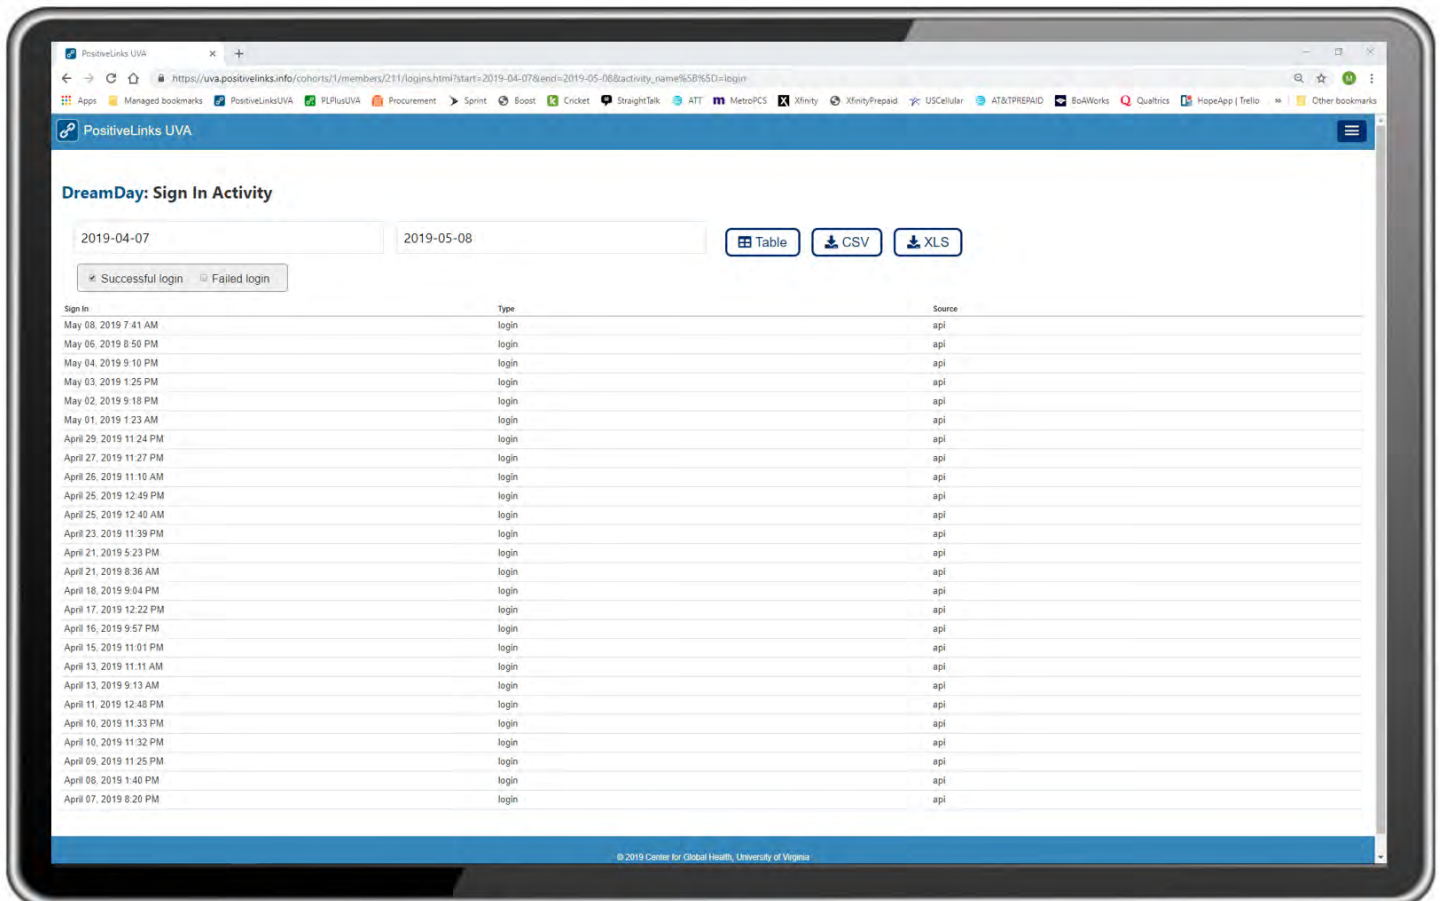 PositiveLinks UVA
https://uva.positivelinks.info/cohorts/1/members/211/logins.html?start=2019-04-07&end=2019-05-08&activity_name%5B%5D=login
Apps Managed bookmarks PositiveLinksUVA PLPlusUVA Procurement Sprint Boost Cricket StraightTalk ATT MetroPCS Xfinity XfinityPrepaid USCellular AT&TPREPAID BoAWorks Qualtrics HopeApp | Trello » Other bookmarks
PositiveLinks UVA
DreamDay: Sign In Activity
2019-04-07 2019-05-08 Table CSV XLS
Successful login Failed login
Sign In Type Source
May 08, 2019 7:41 AM login api
May 06, 2019 8:50 PM login api
May 04, 2019 9:10 PM login api
May 03, 2019 1:25 PM login api
May 02, 2019 9:18 PM login api
May 01, 2019 1:23 AM login api
April 29, 2019 11:24 PM login api
April 27, 2019 11:27 PM login api
April 26, 2019 11:10 AM login api
April 25, 2019 12:49 PM login api
April 25, 2019 12:40 AM login api
April 23, 2019 11:39 PM login api
April 21, 2019 5:23 PM login api
April 21, 2019 8:36 AM login api
April 18, 2019 9:04 PM login api
April 17, 2019 12:22 PM login api
April 16, 2019 9:57 PM login api
April 15, 2019 11:01 PM login api
April 13, 2019 11:11 AM login api
April 13, 2019 9:13 AM login api
April 11, 2019 12:48 PM login api
April 10, 2019 11:33 PM login api
April 10, 2019 11:32 PM login api
April 09, 2019 11:25 PM login api
April 08, 2019 1:40 PM login api
April 07, 2019 8:20 PM login api
© 2019 Center for Global Health, University of Virginia